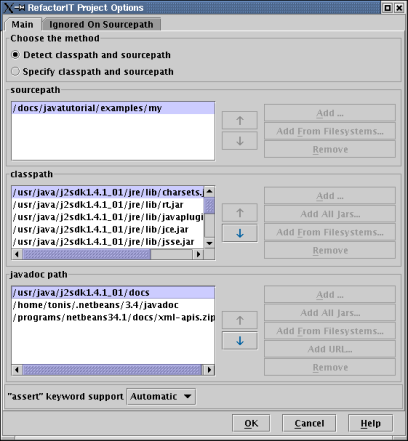 RefactorIT Project Options
Main
Ignored On Sourcepath
Choose the method
Detect classpath and sourcepath
Specify classpath and sourcepath
sourcepath
/docs/javatutorial/examples/my
Add ...
Add From Filesystems...
Remove
classpath
/usr/java/j2sdk1.4.1_01/jre/lib/charsets.j
/usr/java/j2sdk1.4.1_01/jre/lib/rt.jar
/usr/java/j2sdk1.4.1_01/jre/lib/javaplugi
/usr/java/j2sdk1.4.1_01/jre/lib/jce.jar
/usr/java/j2sdk1.4.1_01/jre/lib/jsse.jar
Add ...
Add All Jars...
Add From Filesystems...
Remove
javadoc path
/usr/java/j2sdk1.4.1_01/docs
/home/tonis/.netbeans/3.4/javadoc
/programs/netbeans34.1/docs/xml-apis.zip
Add ...
Add All Jars...
Add From Filesystems...
Add URL...
Remove
"assert" keyword support
Automatic
OK
Cancel
Help